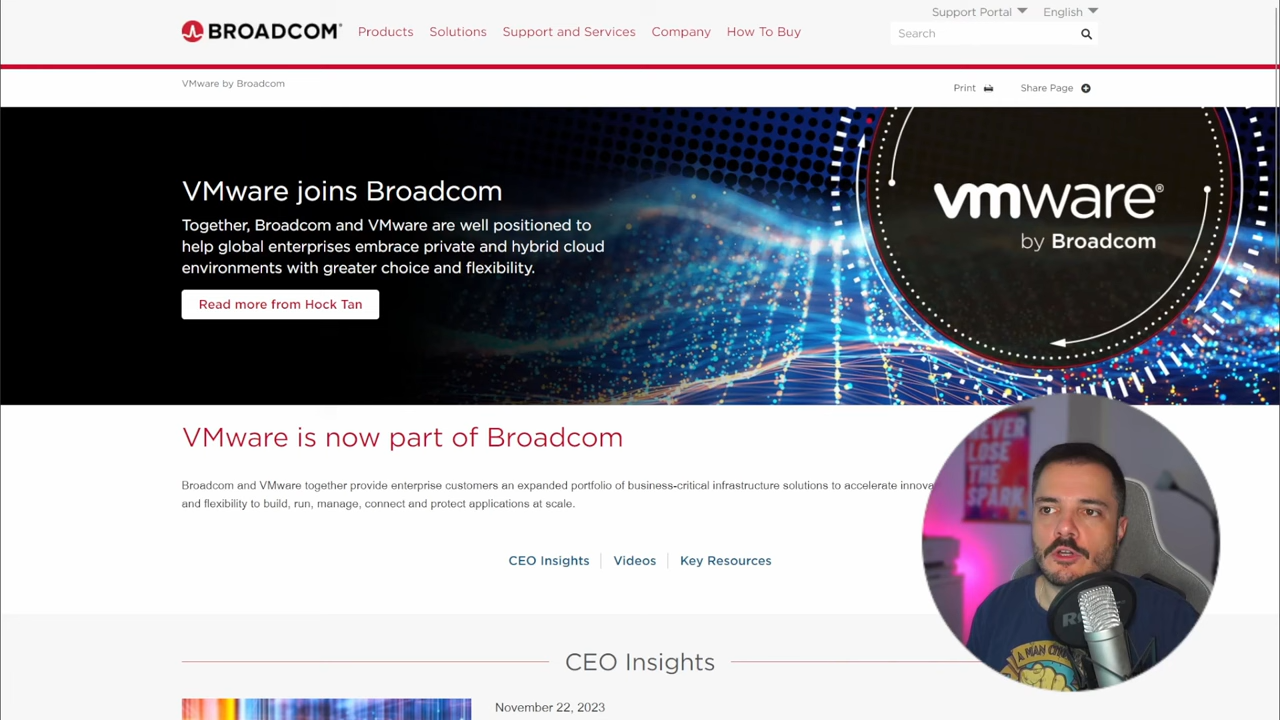 Support Portal
English
BROADCOM®
Products
Solutions
Support and Services
Company
How To Buy
Search
VMware by Broadcom
Print
Share Page
VMware joins Broadcom
Together, Broadcom and VMware are well positioned to
help global enterprises embrace private and hybrid cloud
environments with greater choice and flexibility.
Read more from Hock Tan
vmware®
by Broadcom
VMware is now part of Broadcom
Broadcom and VMware together provide enterprise customers an expanded portfolio of business-critical infrastructure solutions to accelerate innova
and flexibility to build, run, manage, connect and protect applications at scale.
NEVER
LOSE
THE
SPARK
CEO Insights
Videos
Key Resources
A MAN
CEO Insights
November 22, 2023